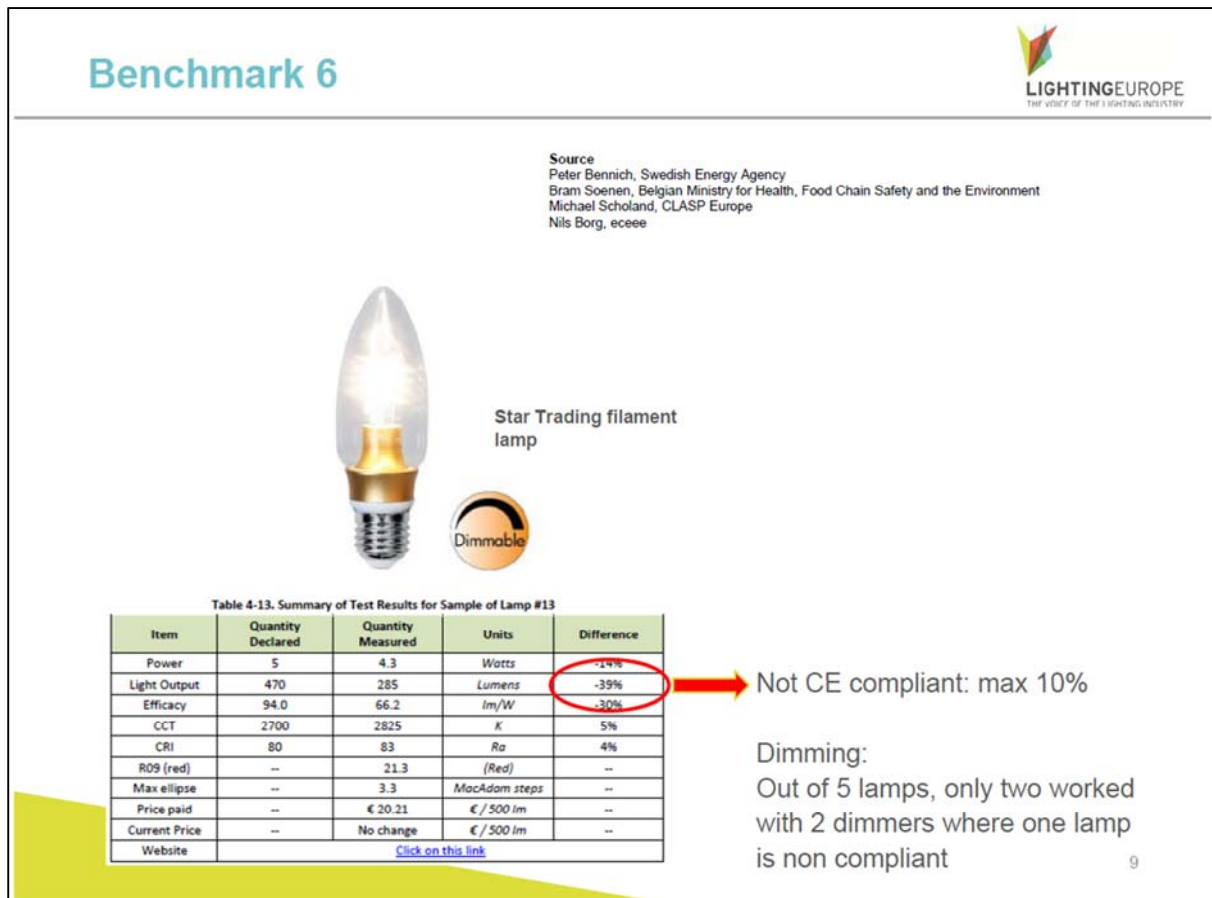 Benchmark 6
LIGHTINGEUROPE
THE VOICE OF THE LIGHTING INDUSTRY
Source
Peter Bennich, Swedish Energy Agency
Bram Soenen, Belgian Ministry for Health, Food Chain Safety and the Environment
Michael Scholand, CLASP Europe
Nils Borg, eceee
Star Trading filament
lamp
Dimmable
Table 4-13. Summary of Test Results for Sample of Lamp #13
Item Quantity Declared Quantity Measured Units Difference
Power 5 4.3 Watts -14%
Light Output 470 285 Lumens -39%
Efficacy 94.0 66.2 lm/W -30%
CCT 2700 2825 K 5%
CRI 80 83 Ra 4%
R09 (red) -- 21.3 (Red) --
Max ellipse -- 3.3 MacAdam steps --
Price paid -- € 20.21 € / 500 lm --
Current Price -- No change € / 500 lm --
Website Click on this link
Not CE compliant: max 10%
Dimming:
Out of 5 lamps, only two worked
with 2 dimmers where one lamp
is non compliant
9